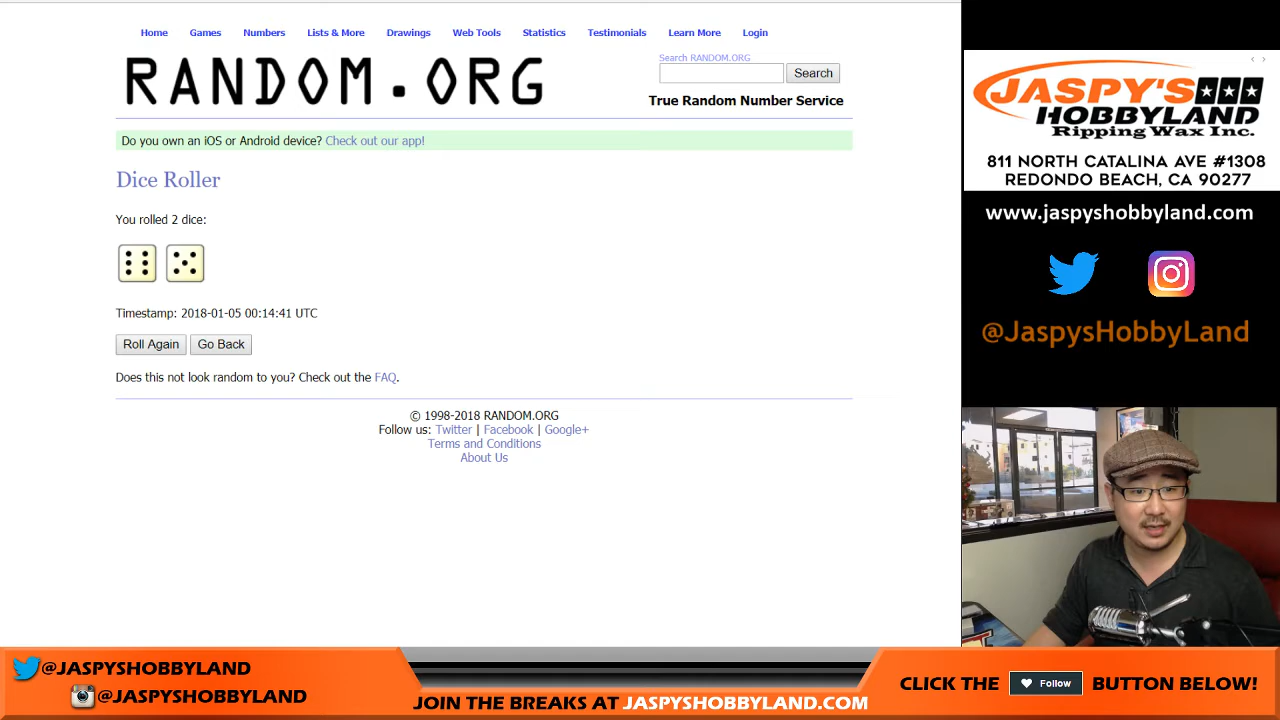 Home Games Numbers Lists & More Drawings Web Tools Statistics Testimonials Learn More Login
RANDOM.ORG
Search RANDOM.ORG
Search
True Random Number Service
Do you own an iOS or Android device? Check out our app!
Dice Roller
You rolled 2 dice:
Timestamp: 2018-01-05 00:14:41 UTC
Roll Again Go Back
Does this not look random to you? Check out the FAQ.
© 1998-2018 RANDOM.ORG
Follow us: Twitter | Facebook | Google+
Terms and Conditions
About Us
JASPY'S
HOBBYLAND
Ripping Wax Inc.
811 NORTH CATALINA AVE #1308
REDONDO BEACH, CA 90277
www.jaspyshobbyland.com
@JaspysHobbyLand
@JASPYSHOBBYLAND
@JASPYSHOBBYLAND
JOIN THE BREAKS AT JASPYSHOBBYLAND.COM
CLICK THE Follow BUTTON BELOW!